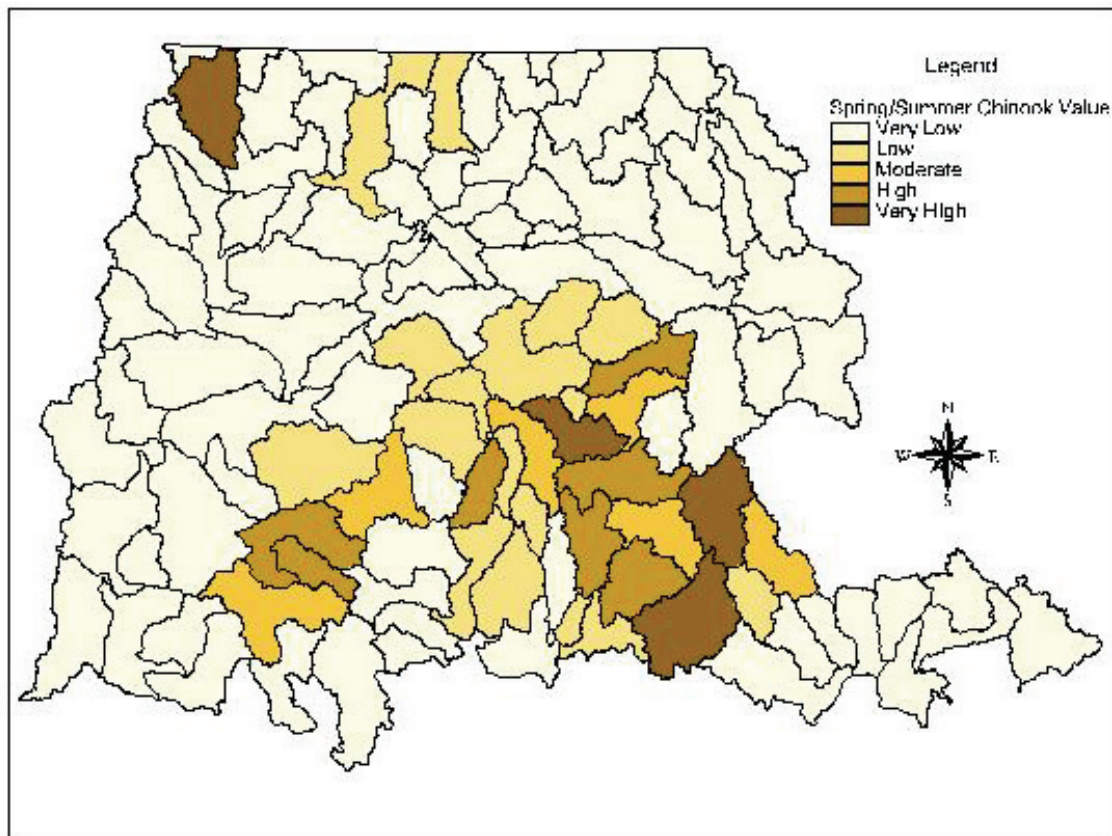 Legend
Spring/Summer Chinook Value
Very Low
Low
Moderate
High
Very High
N
W
E
S